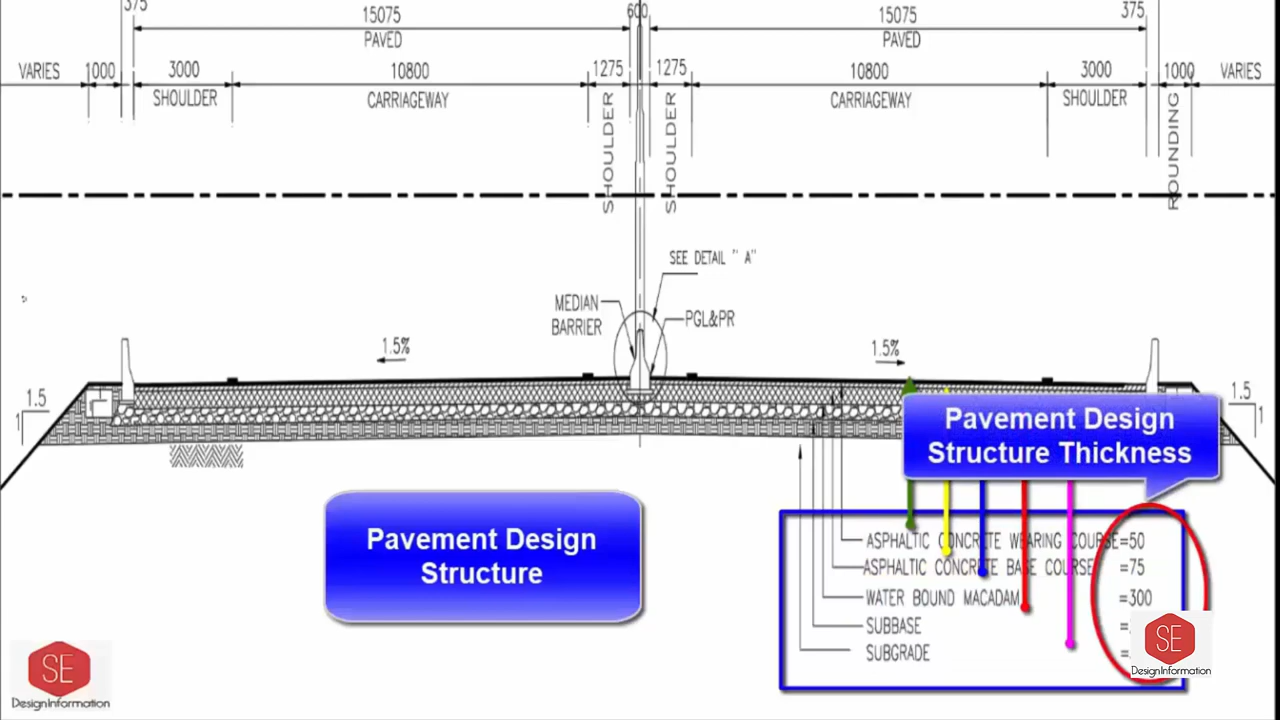 375
15075
600
15075
375
PAVED
PAVED
VARIES
1000
3000
10800
1275
1275
10800
3000
1000
VARIES
SHOULDER
CARRIAGEWAY
SHOULDER
SHOULDER
CARRIAGEWAY
SHOULDER
ROUNDING
SEE DETAIL " A"
MEDIAN
BARRIER
PGL&PR
1.5%
1.5%
1.5
1
1.5
1
Pavement Design
Structure Thickness
Pavement Design
Structure
ASPHALTIC CONCRETE WEARING COURSE=50
ASPHALTIC CONCRETE BASE COURSE =75
WATER BOUND MACADAM =300
SUBBASE =
SUBGRADE =
SE
DesignInformation
SE
DesignInformation